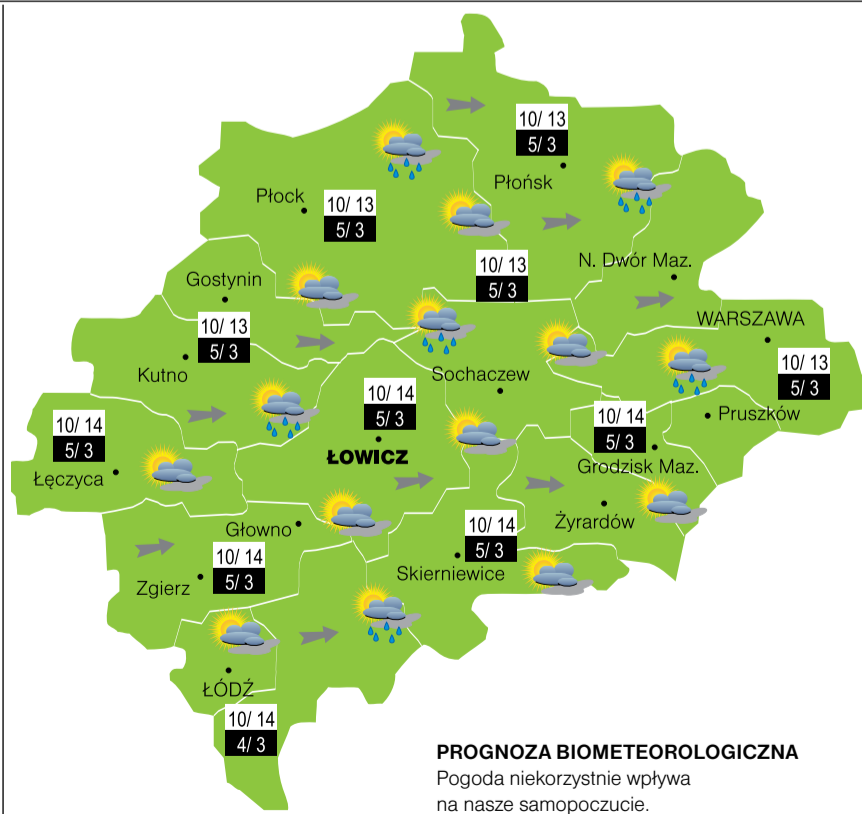 10/ 13
5/ 3
Płońsk
Płock
10/ 13
5/ 3
10/ 13
5/ 3
N. Dwór Maz.
Gostynin
10/ 13
5/ 3
Kutno
WARSZAWA
10/ 13
5/ 3
Sochaczew
10/ 14
5/ 3
ŁOWICZ
10/ 14
5/ 3
Pruszków
Grodzisk Maz.
10/ 14
5/ 3
Łęczyca
Żyrardów
Głowno
10/ 14
5/ 3
Skierniewice
10/ 14
5/ 3
Zgierz
ŁÓDŹ
10/ 14
4/ 3
PROGNOZA BIOMETEOROLOGICZNA
Pogoda niekorzystnie wpływa
na nasze samopoczucie.